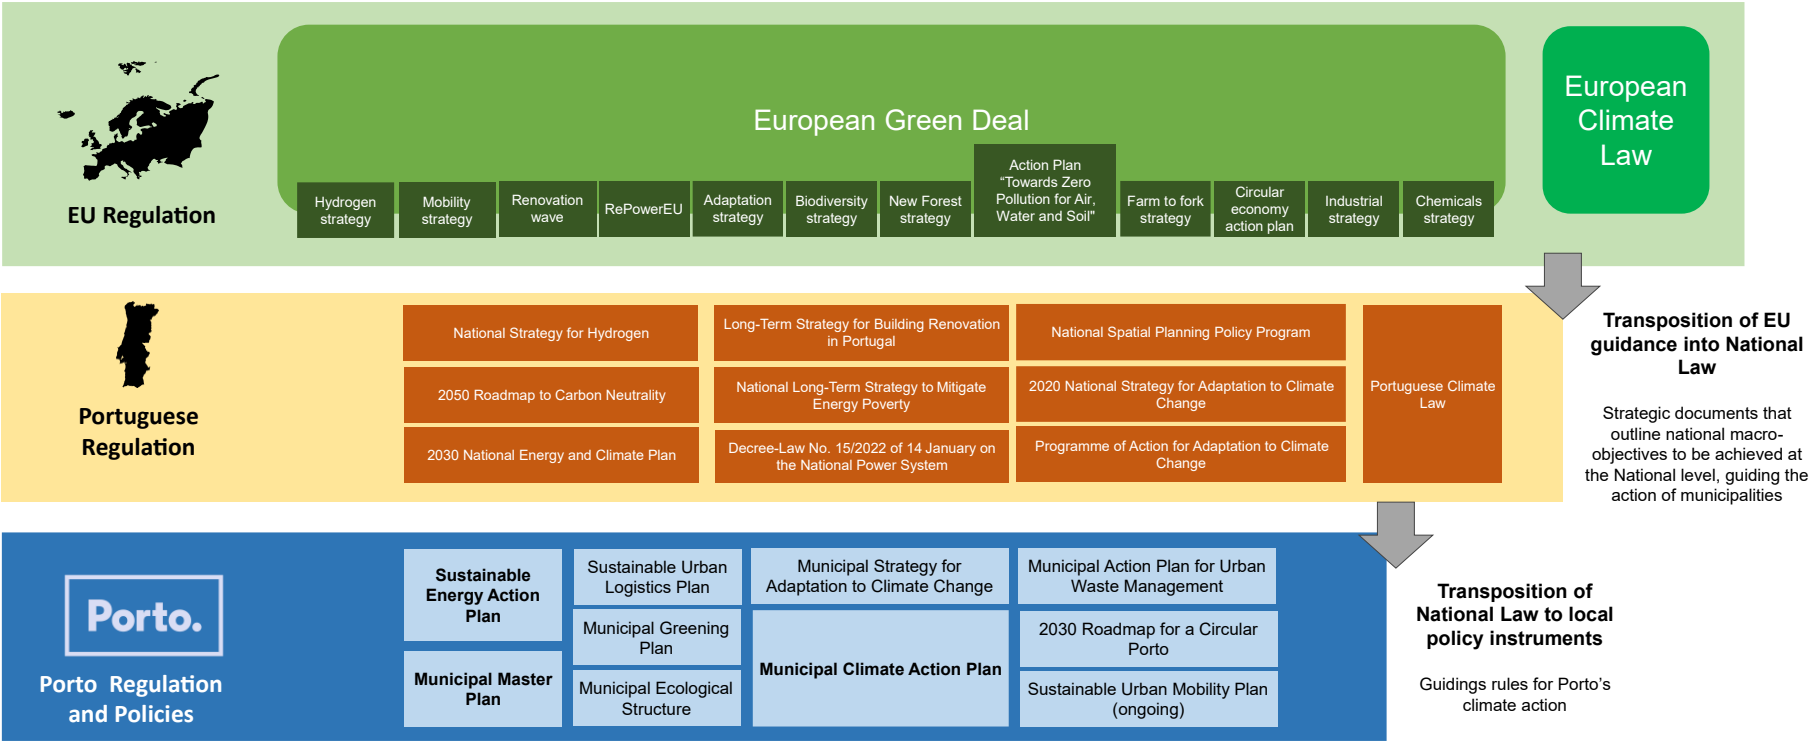 European Green Deal
European
Climate
Law
EU Regulation
Hydrogen
strategy
Mobility
strategy
Renovation
wave
RePowerEU
Adaptation
strategy
Biodiversity
strategy
New Forest
strategy
Action Plan
“Towards Zero
Pollution for Air,
Water and Soil"
Farm to fork
strategy
Circular
economy
action plan
Industrial
strategy
Chemicals
strategy
Portuguese
Regulation
National Strategy for Hydrogen
Long-Term Strategy for Building Renovation
in Portugal
National Spatial Planning Policy Program
2050 Roadmap to Carbon Neutrality
National Long-Term Strategy to Mitigate
Energy Poverty
2020 National Strategy for Adaptation to Climate
Change
2030 National Energy and Climate Plan
Decree-Law No. 15/2022 of 14 January on
the National Power System
Programme of Action for Adaptation to Climate
Change
Portuguese Climate
Law
Transposition of EU
guidance into National
Law
Strategic documents that
outline national macro-
objectives to be achieved at
the National level, guiding the
action of municipalities
Porto.
Porto Regulation
and Policies
Sustainable
Energy Action
Plan
Municipal Master
Plan
Sustainable Urban
Logistics Plan
Municipal Greening
Plan
Municipal Ecological
Structure
Municipal Strategy for
Adaptation to Climate Change
Municipal Climate Action Plan
Municipal Action Plan for Urban
Waste Management
2030 Roadmap for a Circular
Porto
Sustainable Urban Mobility Plan
(ongoing)
Transposition of
National Law to local
policy instruments
Guidings rules for Porto’s
climate action